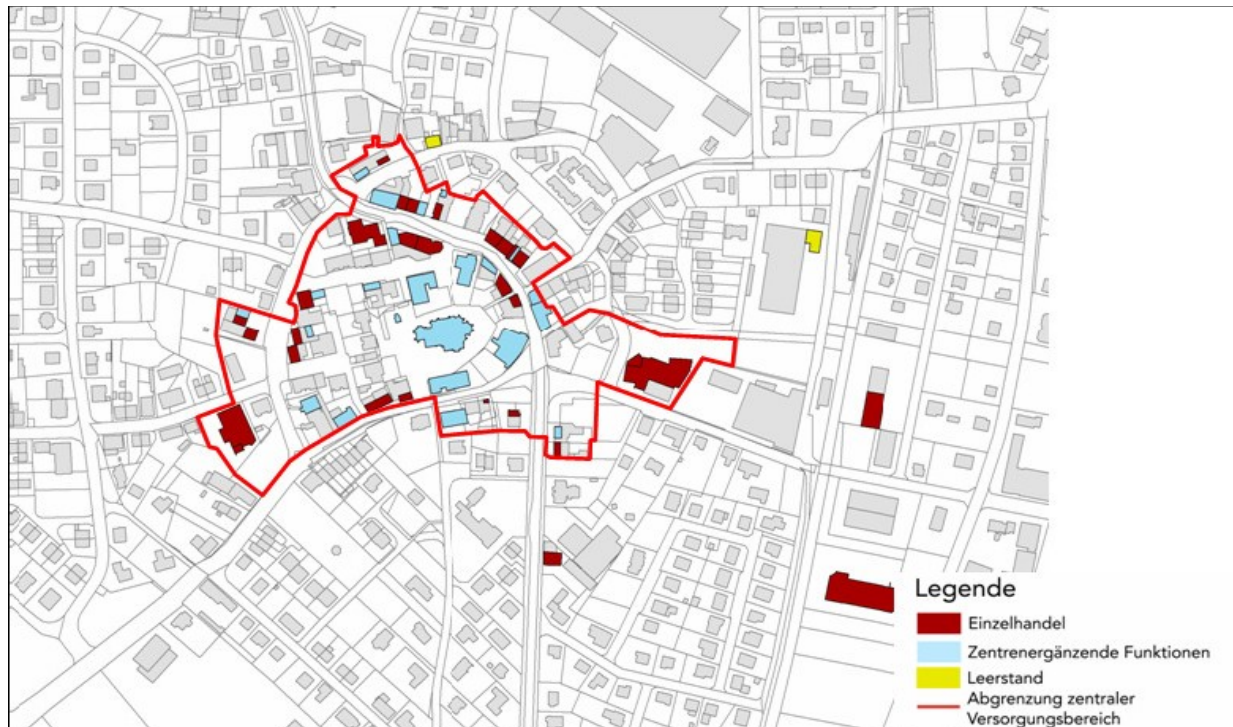 Legende
Einzelhandel
Zentrenergänzende Funktionen
Leerstand
Abgrenzung zentraler
Versorgungsbereich